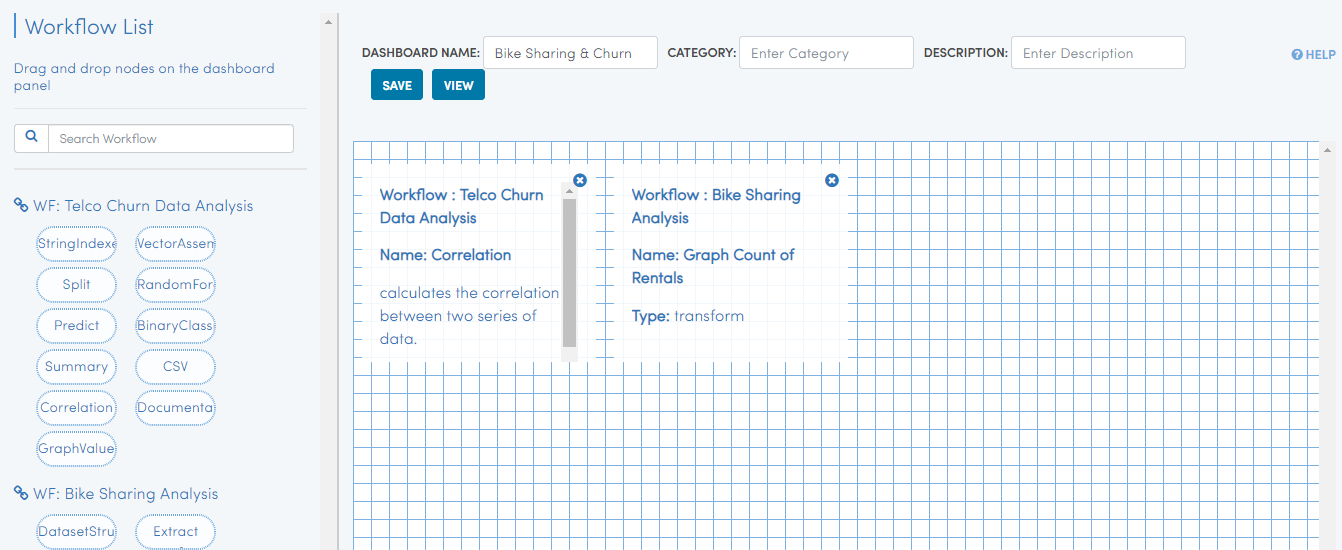 Workflow List
Drag and drop nodes on the dashboard
panel
Search Workflow
WF: Telco Churn Data Analysis
StringIndexe
VectorAssen
Split
RandomFor
Predict
BinaryClass
Summary
CSV
Correlation
Documenta
GraphValue
WF: Bike Sharing Analysis
DatasetStru
Extract
DASHBOARD NAME: Bike Sharing & Churn CATEGORY: Enter Category DESCRIPTION: Enter Description
HELP
SAVE VIEW
Workflow : Telco Churn
Data Analysis
Name: Correlation
calculates the correlation
between two series of
data.
Workflow : Bike Sharing
Analysis
Name: Graph Count of
Rentals
Type: transform